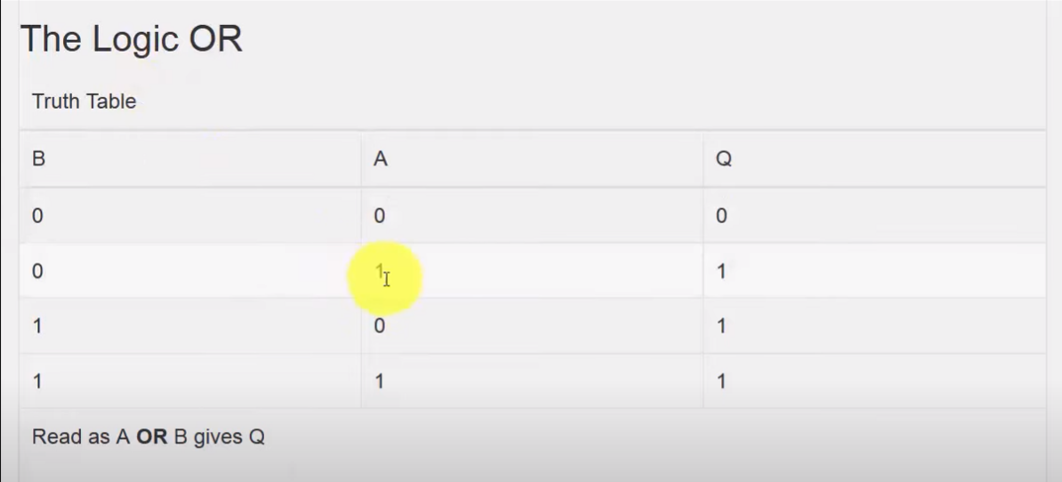 The Logic OR
Truth Table
B A Q
0 0 0
0 1 1
1 0 1
1 1 1
Read as A OR B gives Q